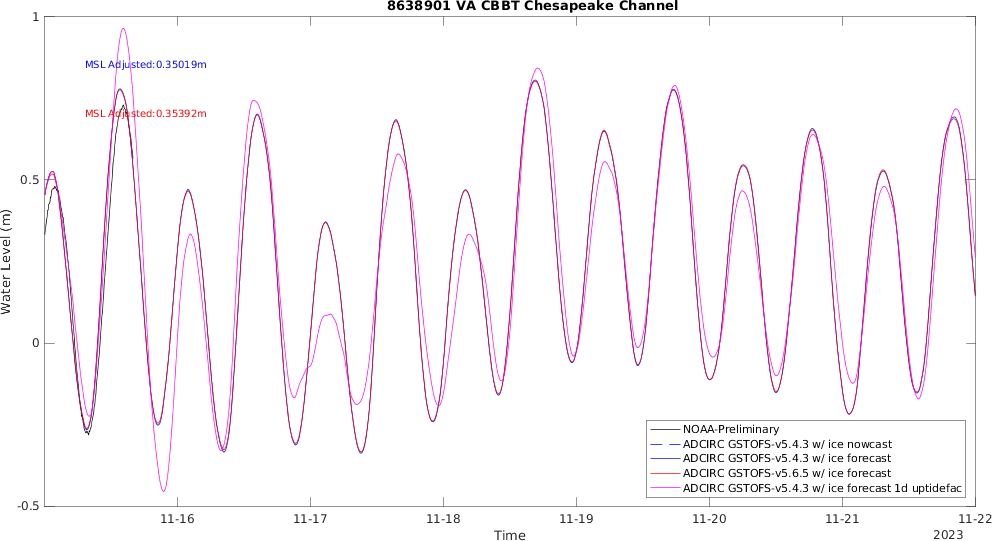 8638901 VA CBBT Chesapeake Channel
1
MSL Adjusted:0.35019m
MSL Adjusted:0.35392m
0.5
Water Level (m)
0
-0.5
NOAA-Preliminary
ADCIRC GSTOFS-v5.4.3 w/ ice nowcast
ADCIRC GSTOFS-v5.4.3 w/ ice forecast
ADCIRC GSTOFS-v5.6.5 w/ ice forecast
ADCIRC GSTOFS-v5.4.3 w/ ice forecast 1d uptidefac
11-16 11-17 11-18 11-19 11-20 11-21 11-22
Time
2023